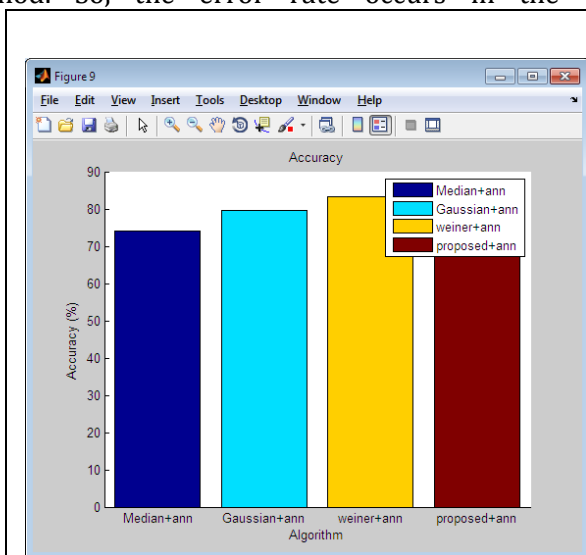 So, the error rate occurs in the
Figure 9
File Edit View Insert Tools Desktop Window Help
Accuracy
Median+ann
Gaussian+ann
weiner+ann
proposed+ann
90
80
70
60
50
40
30
20
10
0
Accuracy (%)
Median+ann Gaussian+ann weiner+ann proposed+ann
Algorithm